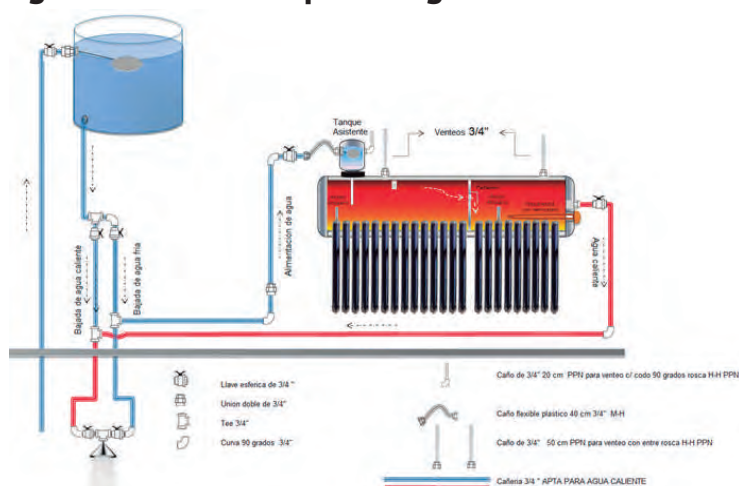 Tanque
Asistente
Venteos 3/4"
Alimentación de agua
Agua caliente
Bajada de agua caliente
Bajada de agua fria
Llave esferica de 3/4 "
Union doble de 3/4"
Tee 3/4"
Curva 90 grados 3/4"
Caño de 3/4" 20 cm PPN para venteo c/ codo 90 grados rosca H-H PPN
Caño flexible plastico 40 cm 3/4" M-H
Caño de 3/4" 50 cm PPN para venteo con entre rosca H-H PPN
Cañeria 3/4 " APTA PARA AGUA CALIENTE